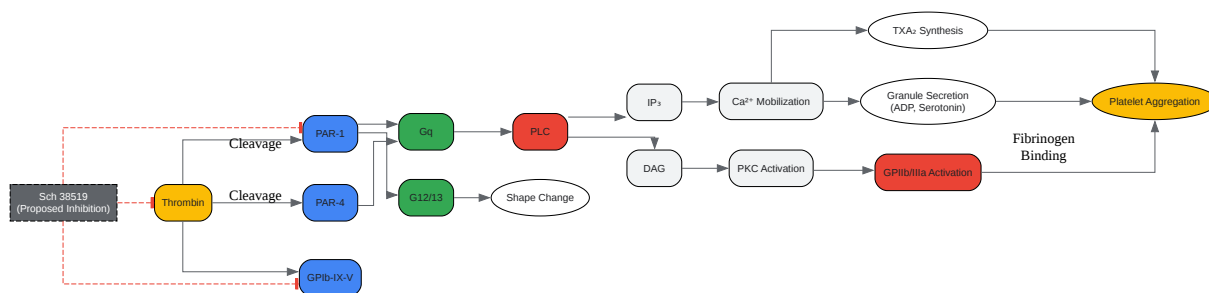 TXA₂ Synthesis
IP₃
Ca²⁺ Mobilization
Granule Secretion
(ADP, Serotonin)
Platelet Aggregation
PAR-1
Gq
PLC
Cleavage
Fibrinogen
Binding
DAG
PKC Activation
GPIIb/IIIa Activation
Sch 38519
(Proposed Inhibition)
Thrombin
Cleavage
PAR-4
G12/13
Shape Change
GPIb-IX-V